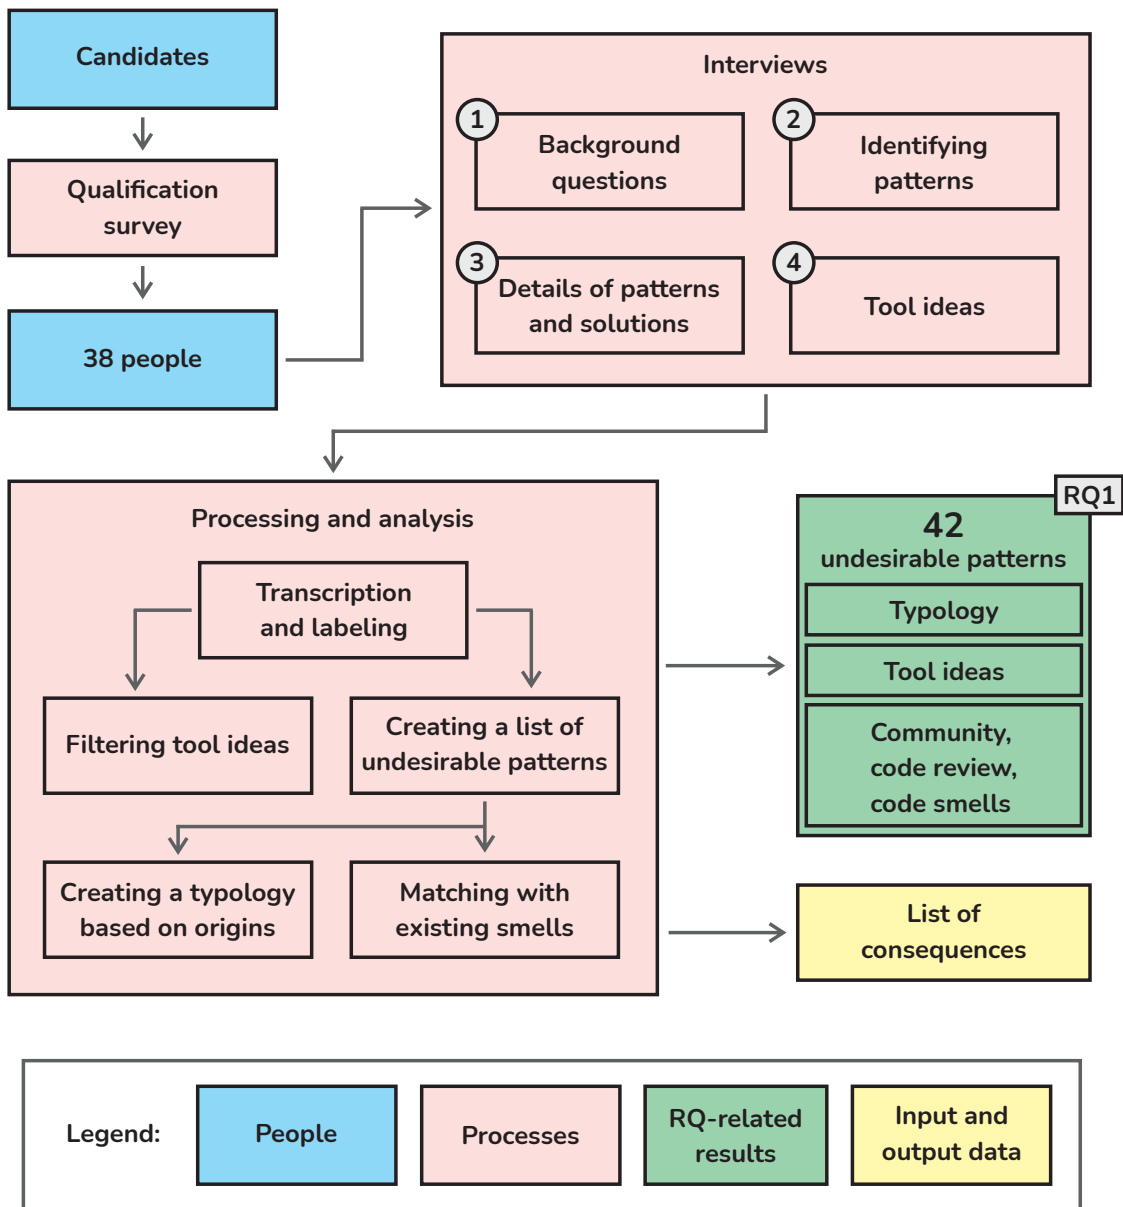 Candidates
Qualification
survey
38 people
Interviews
1
Background
questions
2
Identifying
patterns
3
Details of patterns
and solutions
4
Tool ideas
Processing and analysis
Transcription
and labeling
Filtering tool ideas
Creating a list of
undesirable patterns
Creating a typology
based on origins
Matching with
existing smells
RQ1
42
undesirable patterns
Typology
Tool ideas
Community,
code review,
code smells
List of
consequences
Legend:
People
Processes
RQ-related
results
Input and
output data